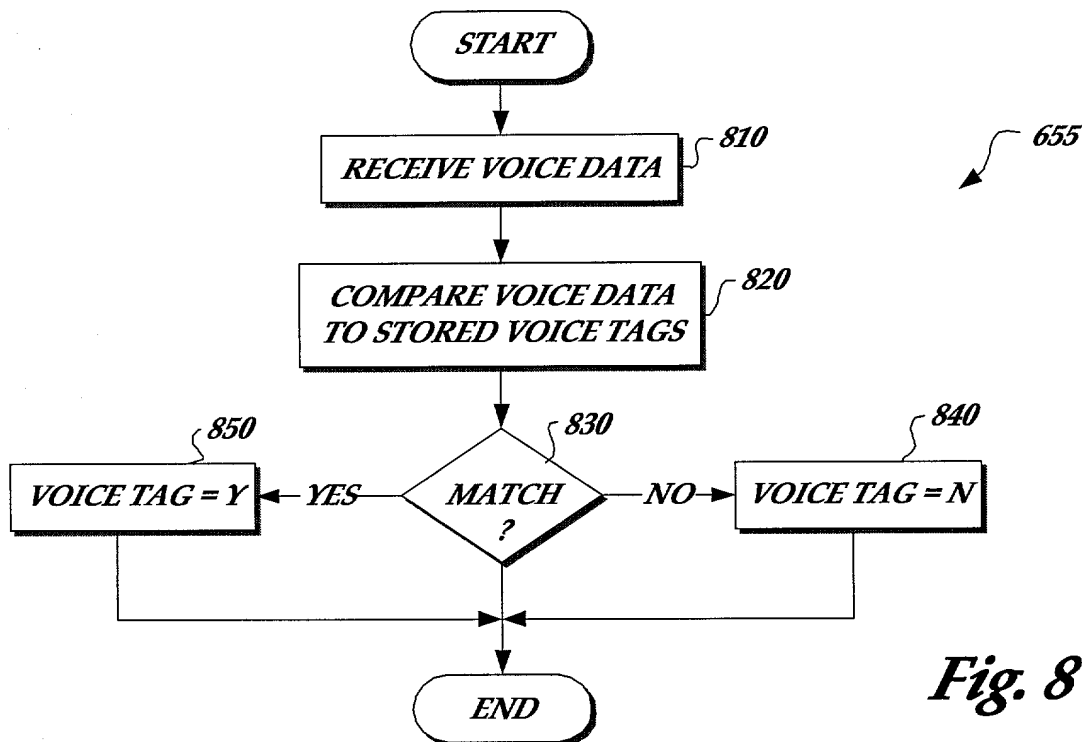 START
RECEIVE VOICE DATA
810
655
COMPARE VOICE DATA
TO STORED VOICE TAGS
820
850
830
840
VOICE TAG = Y
YES
MATCH
?
NO
VOICE TAG = N
END
Fig. 8